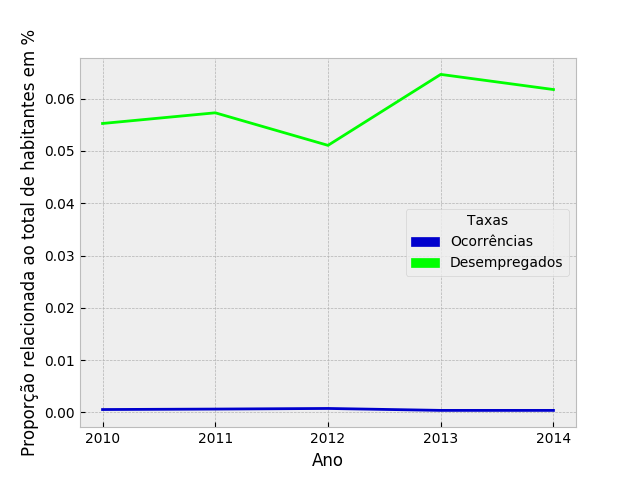 Proporção relacionada ao total de habitantes em %
0.06
0.05
0.04
0.03
0.02
0.01
0.00
Taxas
Ocorrências
Desempregados
2010 2011 2012 2013 2014
Ano